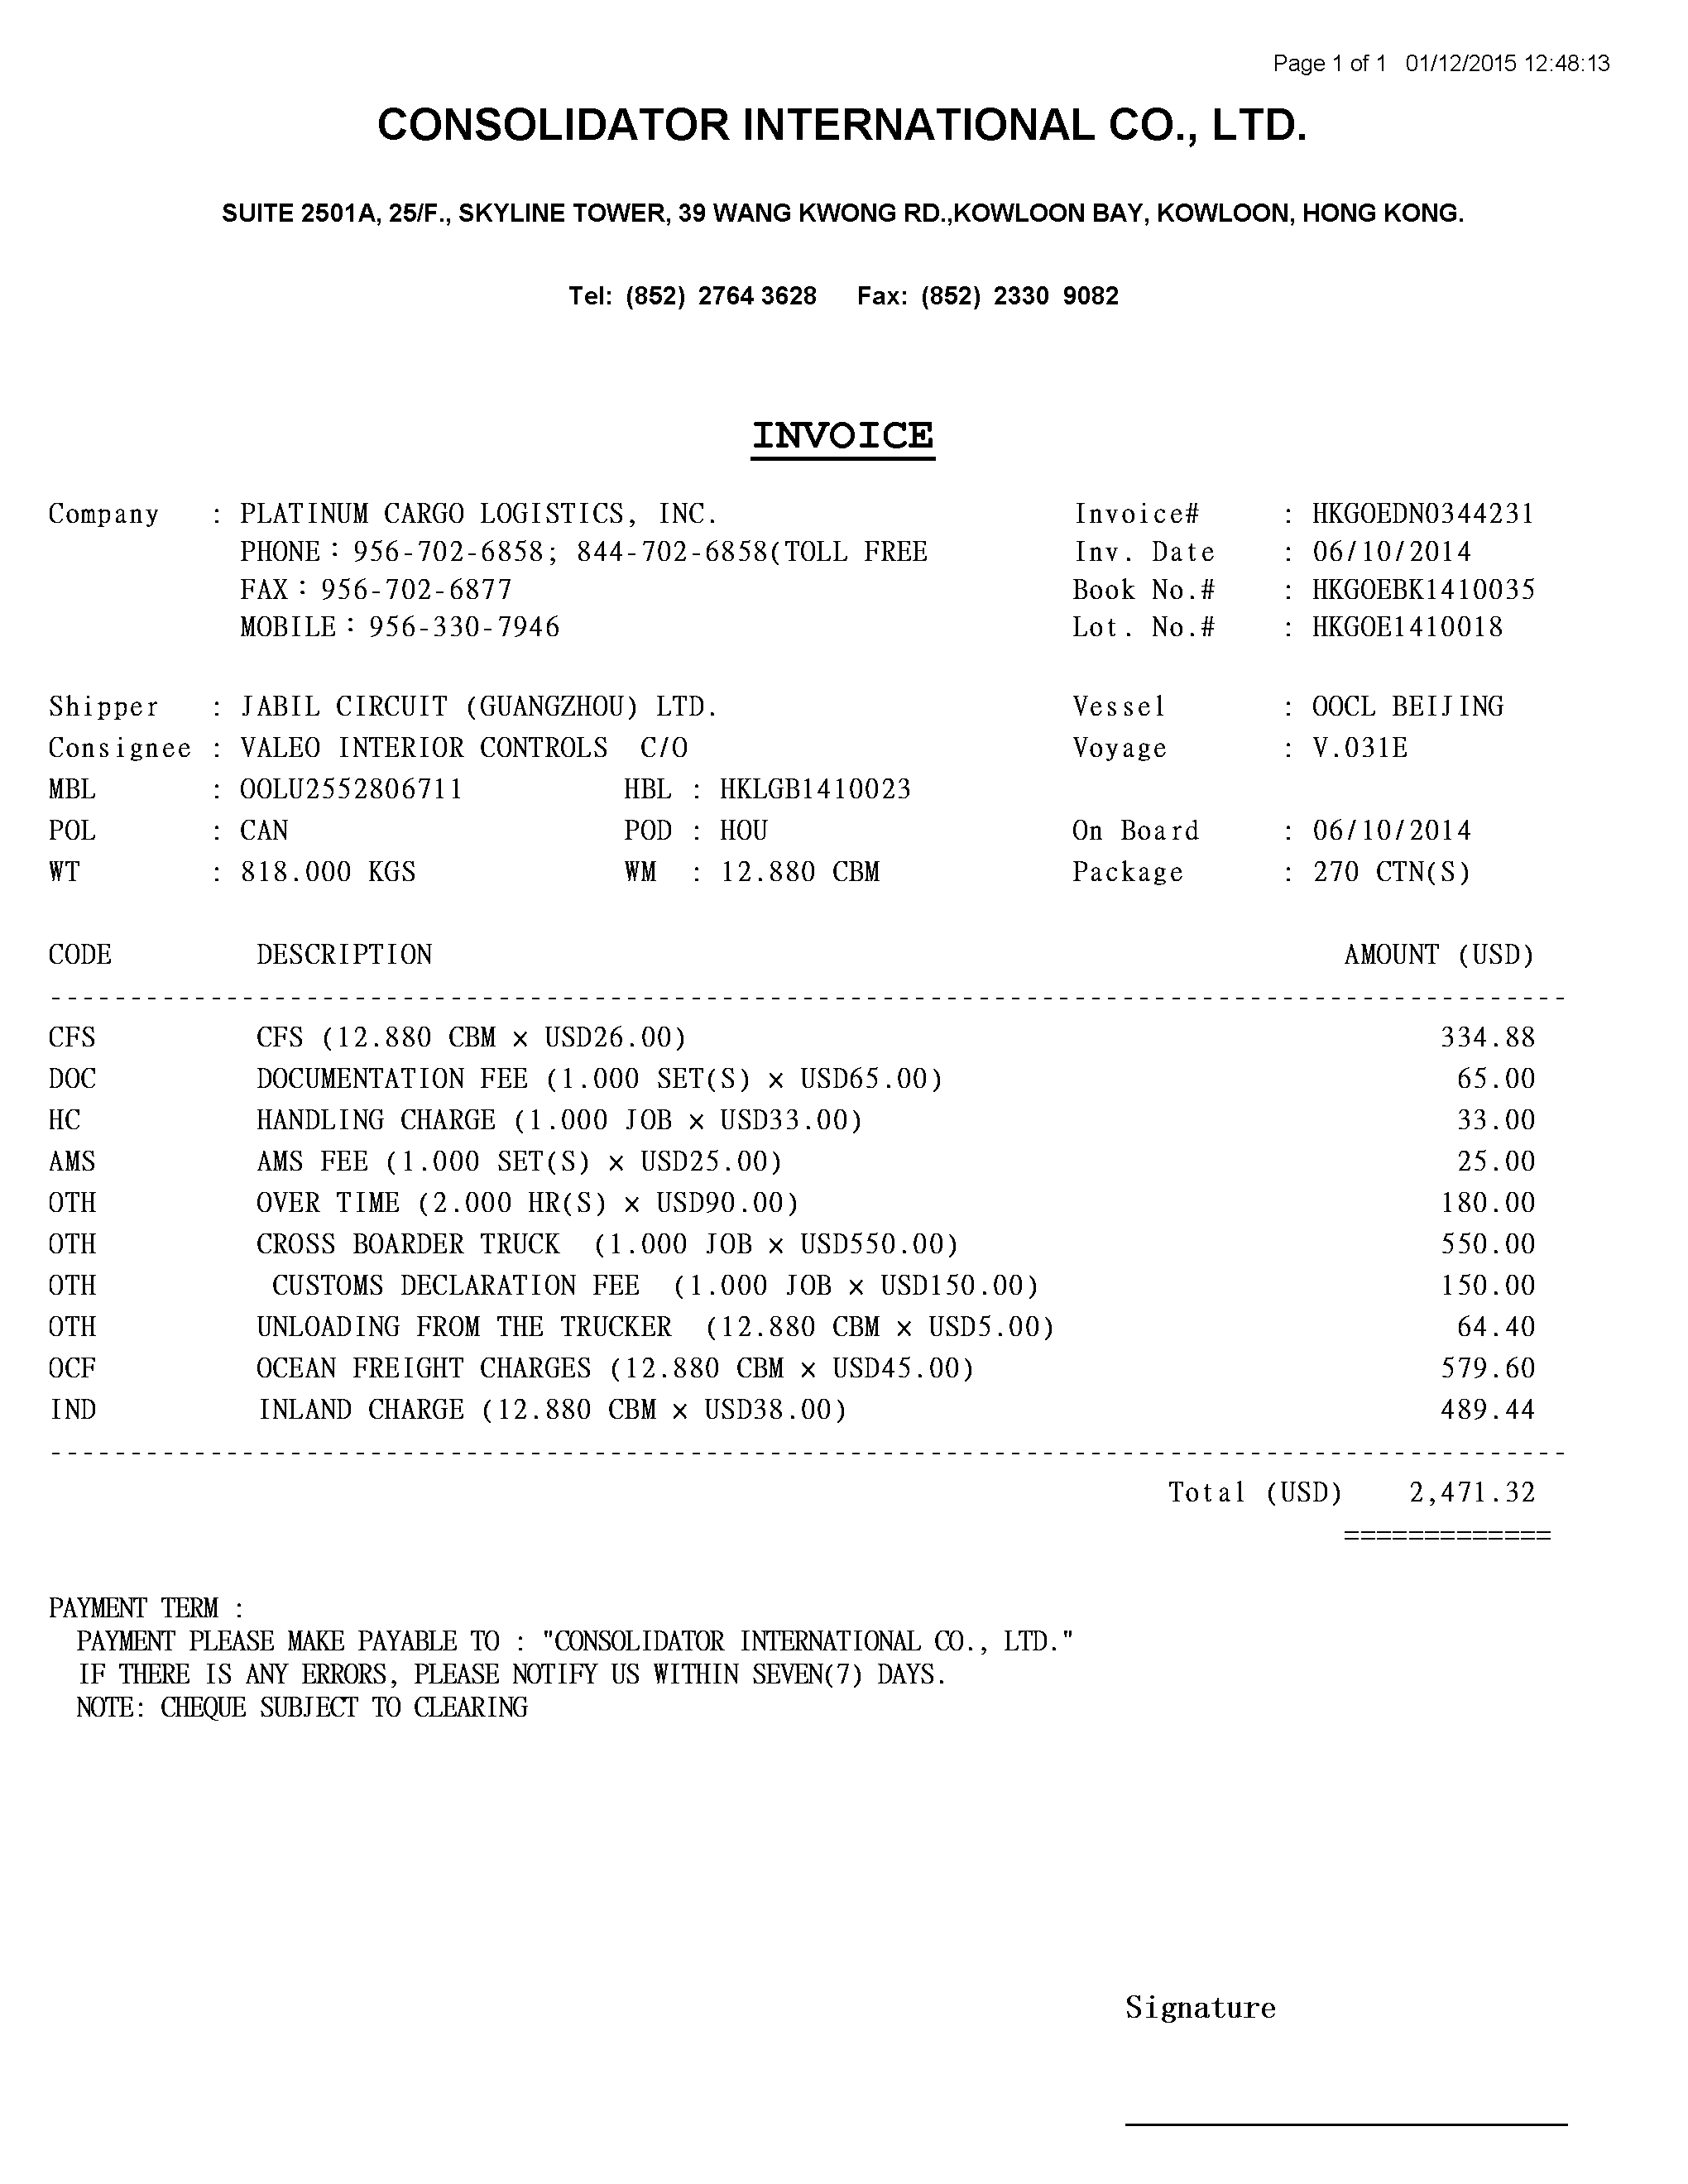 Page 1 of 1 01/12/2015 12:48:13
CONSOLIDATOR INTERNATIONAL CO., LTD.
SUITE 2501A, 25/F., SKYLINE TOWER, 39 WANG KWONG RD.,KOWLOON BAY, KOWLOON, HONG KONG.
Tel: (852) 2764 3628 Fax: (852) 2330 9082
INVOICE
Company : PLATINUM CARGO LOGISTICS, INC. Invoice# : HKGOEDN0344231
PHONE：956-702-6858; 844-702-6858(TOLL FREE Inv. Date : 06/10/2014
FAX：956-702-6877 Book No.# : HKGOEBK1410035
MOBILE：956-330-7946 Lot. No.# : HKGOE1410018
Shipper : JABIL CIRCUIT (GUANGZHOU) LTD. Vessel : OOCL BEIJING
Consignee : VALEO INTERIOR CONTROLS C/O Voyage : V.031E
MBL : OOLU2552806711 HBL : HKLGB1410023
POL : CAN POD : HOU On Board : 06/10/2014
WT : 818.000 KGS WM : 12.880 CBM Package : 270 CTN(S)
CODE DESCRIPTION AMOUNT (USD)
CFS CFS (12.880 CBM × USD26.00) 334.88
DOC DOCUMENTATION FEE (1.000 SET(S) × USD65.00) 65.00
HC HANDLING CHARGE (1.000 JOB × USD33.00) 33.00
AMS AMS FEE (1.000 SET(S) × USD25.00) 25.00
OTH OVER TIME (2.000 HR(S) × USD90.00) 180.00
OTH CROSS BOARDER TRUCK (1.000 JOB × USD550.00) 550.00
OTH CUSTOMS DECLARATION FEE (1.000 JOB × USD150.00) 150.00
OTH UNLOADING FROM THE TRUCKER (12.880 CBM × USD5.00) 64.40
OCF OCEAN FREIGHT CHARGES (12.880 CBM × USD45.00) 579.60
IND INLAND CHARGE (12.880 CBM × USD38.00) 489.44
Total (USD) 2,471.32
=============
PAYMENT TERM :
PAYMENT PLEASE MAKE PAYABLE TO : "CONSOLIDATOR INTERNATIONAL CO., LTD."
IF THERE IS ANY ERRORS, PLEASE NOTIFY US WITHIN SEVEN(7) DAYS.
NOTE: CHEQUE SUBJECT TO CLEARING
Signature